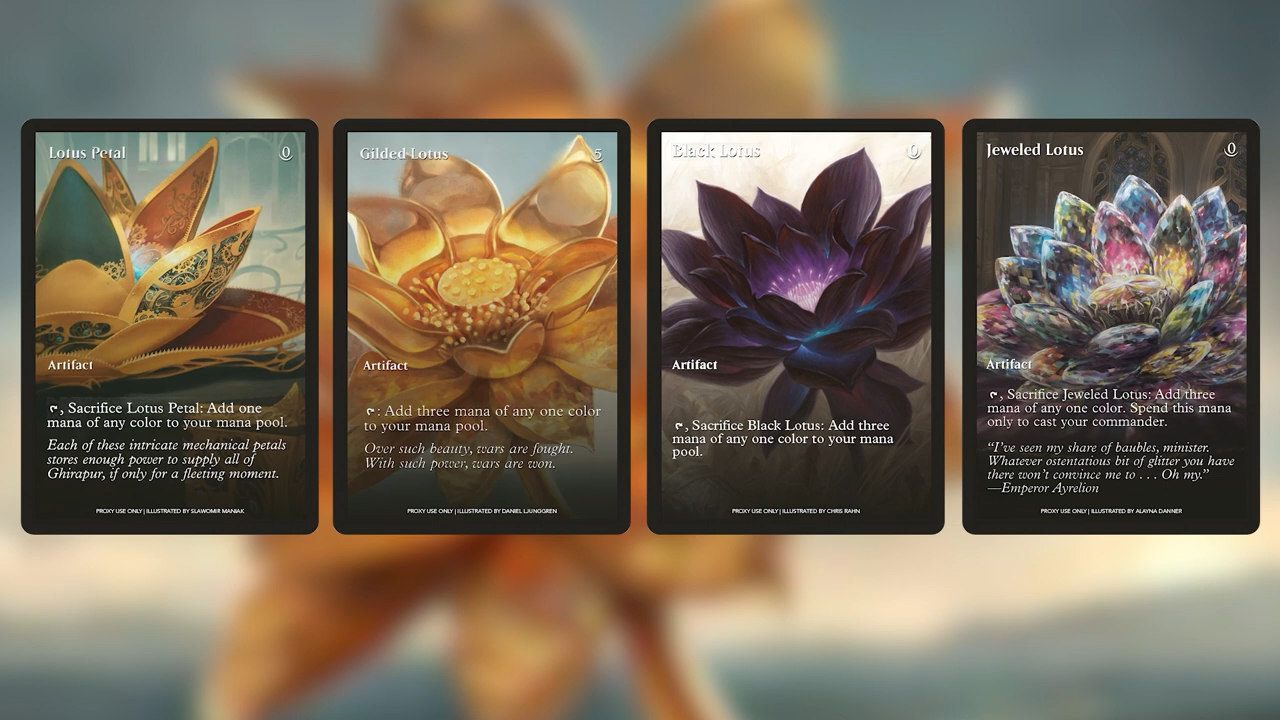 Lotus Petal 0
Artifact
, Sacrifice Lotus Petal: Add one
mana of any color to your mana pool.
Each of these intricate mechanical petals
stores enough power to supply all of
Ghirapur, if only for a fleeting moment.
PROXY USE ONLY | ILLUSTRATED BY SLAWOMIR MANIAK
Gilded Lotus 5
Artifact
: Add three mana of any one color
to your mana pool.
Over such beauty, wars are fought.
With such power, wars are won.
PROXY USE ONLY | ILLUSTRATED BY DANIEL LJUNGGREN
Black Lotus 0
Artifact
, Sacrifice Black Lotus: Add three
mana of any one color to your mana
pool.
PROXY USE ONLY | ILLUSTRATED BY CHRIS RAHN
Jeweled Lotus 0
Artifact
, Sacrifice Jeweled Lotus: Add three
mana of any one color. Spend this mana
only to cast your commander.
“I’ve seen my share of baubles, minister.
Whatever ostentatious bit of glitter you have
there won’t convince me to . . . Oh my.”
—Emperor Ayrelion
PROXY USE ONLY | ILLUSTRATED BY ALAYNA DANNER